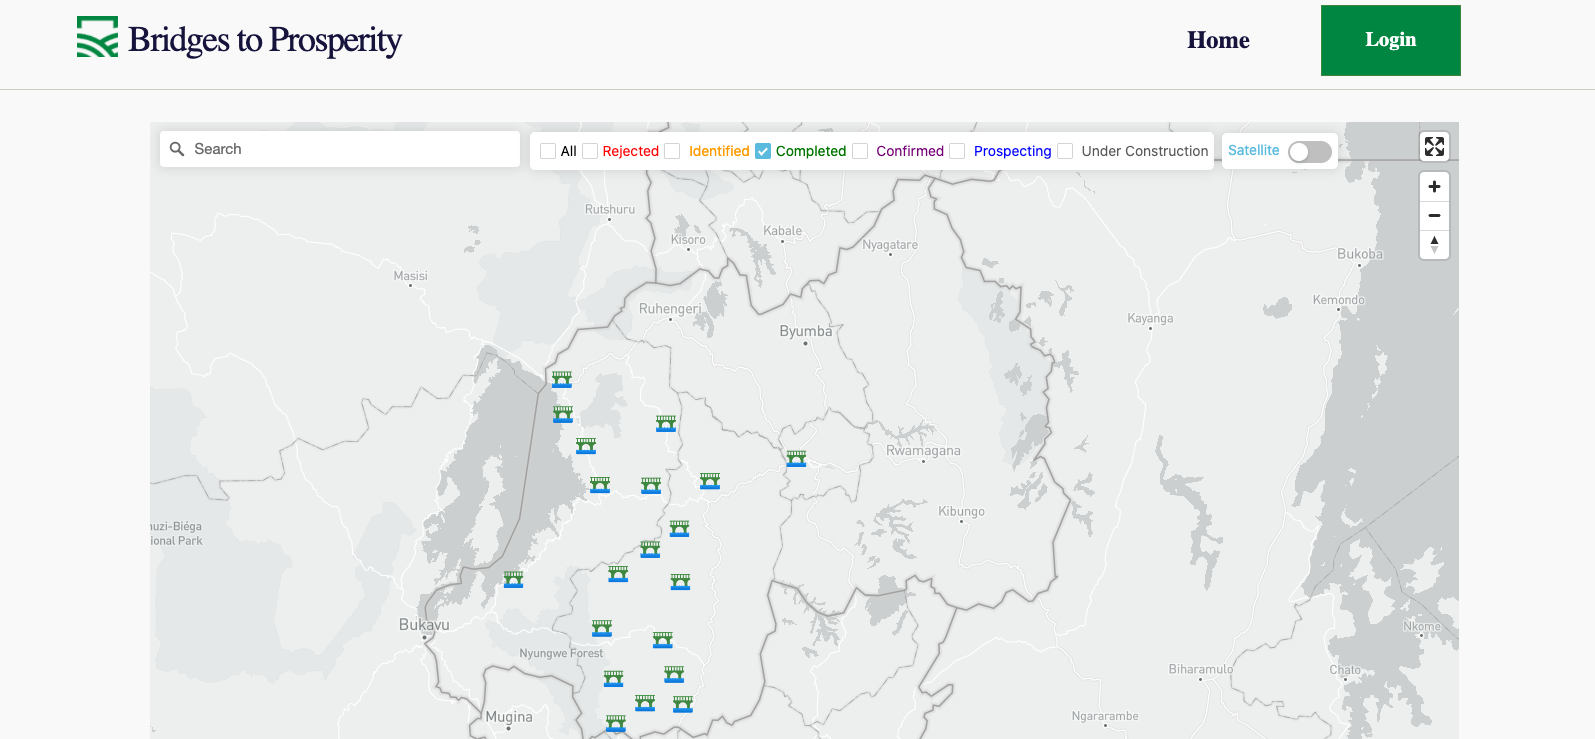 Bridges to Prosperity
Home
Login
Search
All Rejected Identified Completed Confirmed Prospecting Under Construction
Satellite
Rutshuru
Kisoro
Kabale
Nyagatare
Bukoba
Masisi
Kemondo
Ruhengeri
Kayanga
Byumba
Rwamagana
Kibungo
huzi-Biéga
ional Park
Bukavu
Nkome
Nyungwe Forest
Biharamulo
Chato
Mugina
Ngararambe